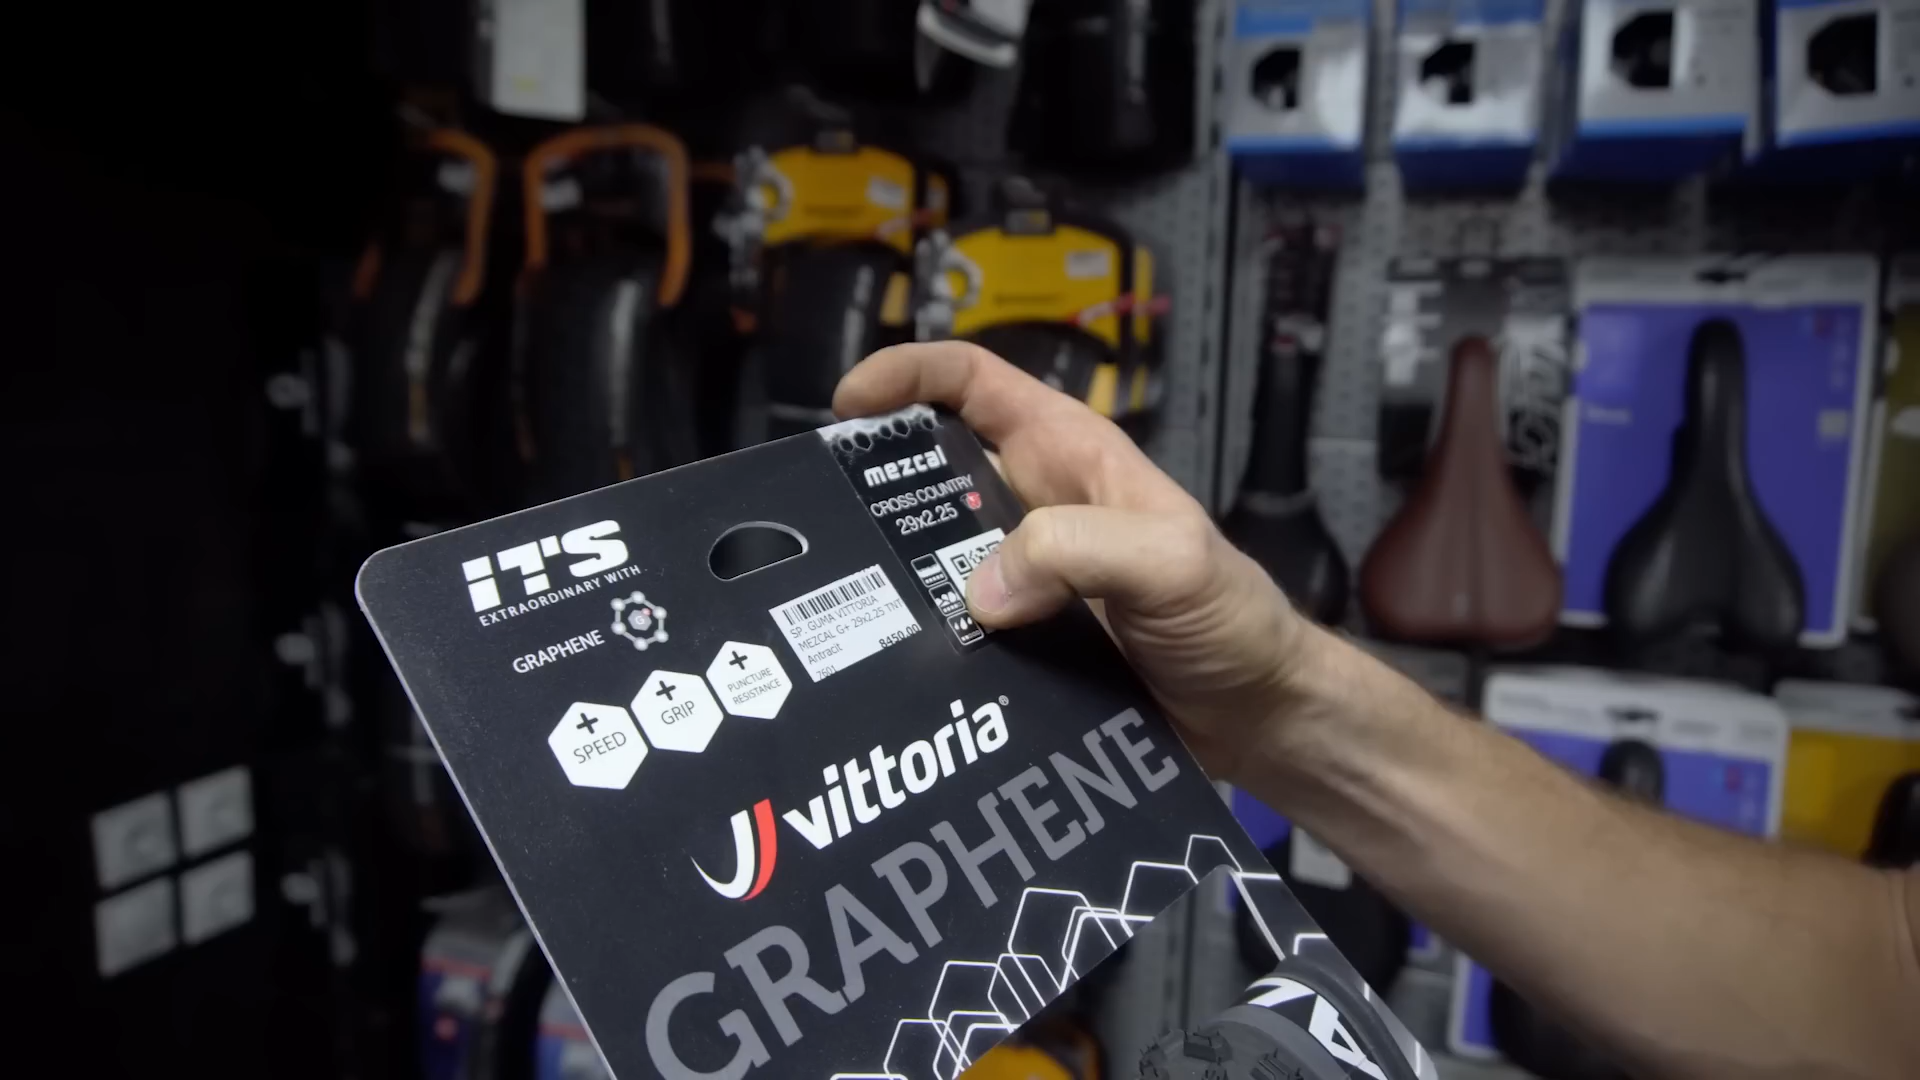 mezcal
CROSS COUNTRY
29x2.25
IT'S
EXTRAORDINARY WITH
GRAPHENE
G+
SP. GUMA VITTORIA
MEZCAL G+ 29x2.25 TNT
Antracit
8450.00
7601
+
PUNCTURE
RESISTANCE
+
GRIP
+
SPEED
vittoria®
GRAPHENE